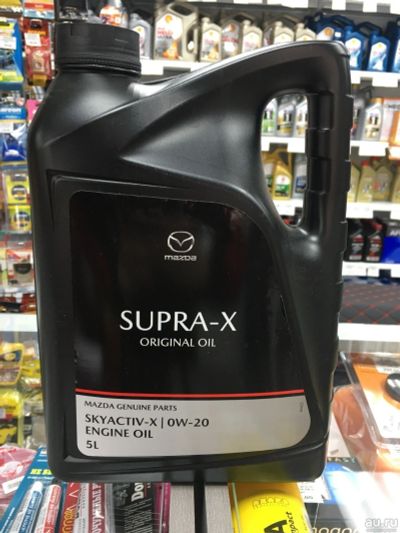 mazda
SUPRA-X
ORIGINAL OIL
MAZDA GENUINE PARTS
SKYACTIV-X | 0W-20
ENGINE OIL
5L
au.ru